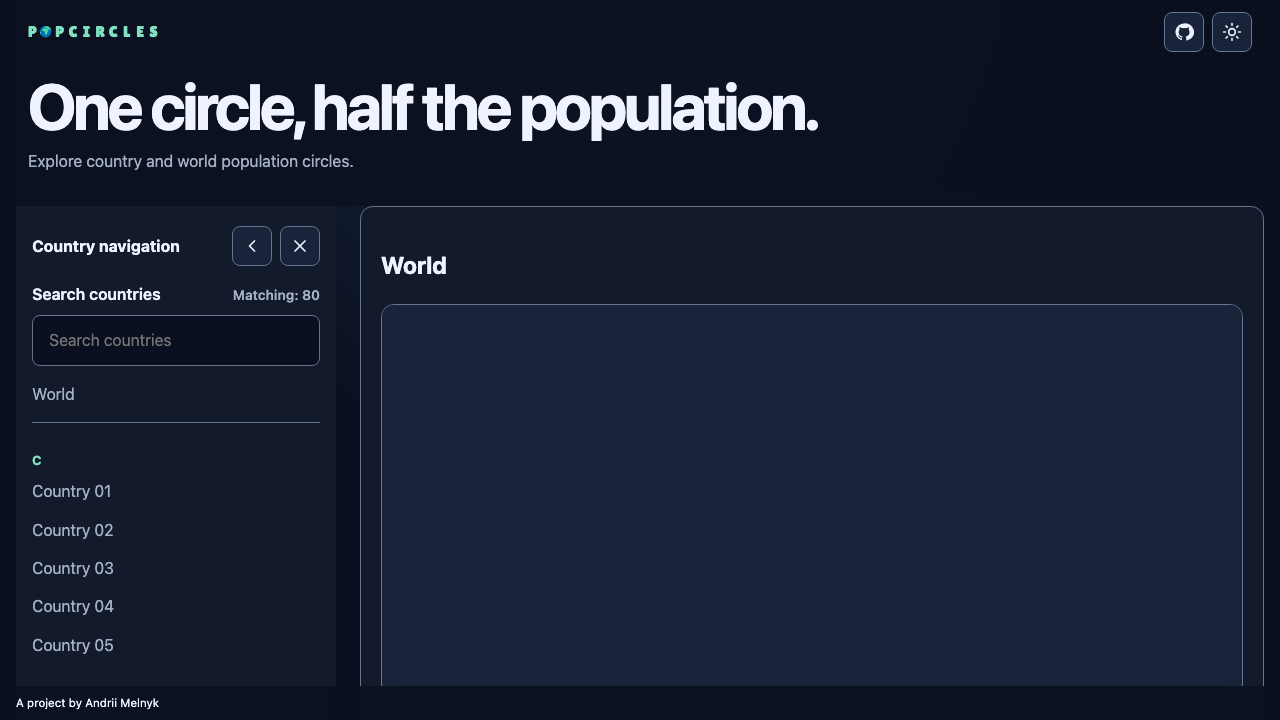 POPCIRCLES
One circle, half the population.
Explore country and world population circles.
Country navigation
Search countries
Matching: 80
Search countries
World
C
Country 01
Country 02
Country 03
Country 04
Country 05
World
A project by Andrii Melnyk